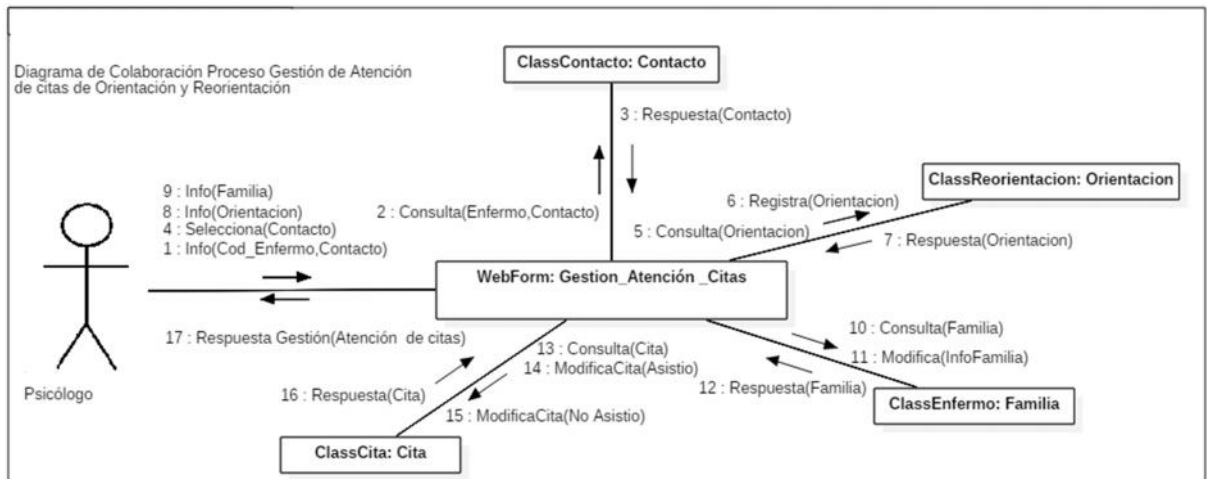 ClassContacto: Contacto
Diagrama de Colaboración Proceso Gestión de Atención
de citas de Orientación y Reorientación
3 : Respuesta(Contacto)
ClassReorientacion: Orientacion
9 : Info(Familia)
8 : Info(Orientacion)
4 : Selecciona(Contacto)
1 : Info(Cod_Enfermo,Contacto)
2 : Consulta(Enfermo,Contacto)
6 : Registra(Orientacion)
5 : Consulta(Orientacion)
7 : Respuesta(Orientacion)
WebForm: Gestion_Atención _Citas
17 : Respuesta Gestión(Atención de citas)
10 : Consulta(Familia)
11 : Modifica(InfoFamilia)
12 : Respuesta(Familia)
13 : Consulta(Cita)
14 : ModificaCita(Asistio)
16 : Respuesta(Cita)
15 : ModificaCita(No Asistio)
Psicólogo
ClassEnfermo: Familia
ClassCita: Cita